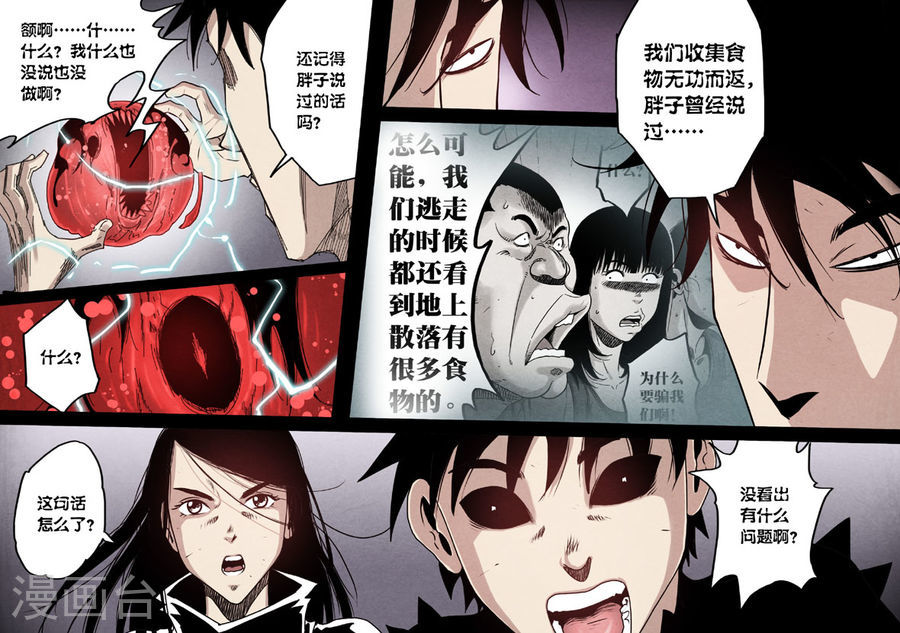 我们收集食
物无功而返，
胖子曾经说
过……
还记得
胖子说
过的话
吗？
额啊……什……
什么？我什么也
没说也没
做啊？
怎么可
能，我
们逃走
的时候
都还看
到地上
散落有
很多食
物的。
什么？
为什么
要骗我
们啊！
什么？
没看出
有什么
问题啊？
这句话
怎么了？
漫画台